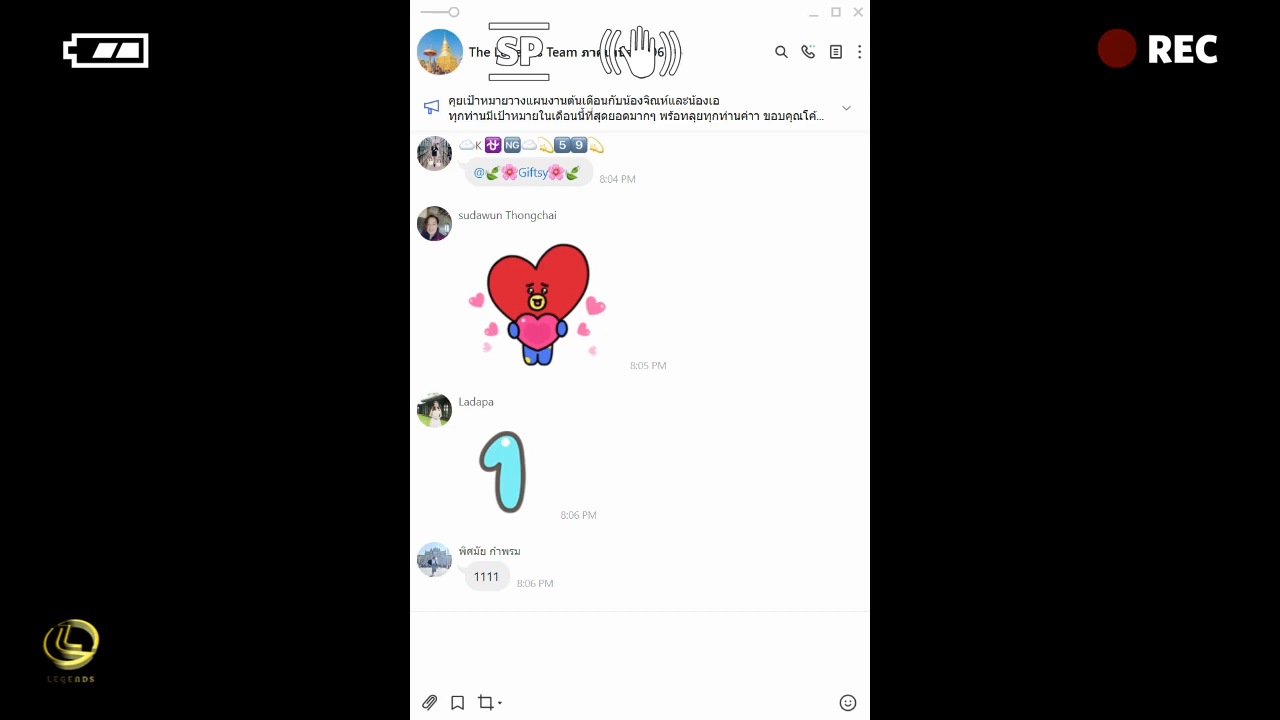 SP
REC
The
Team
คุยเป้าหมายวางแผนงานต้นเดือนกับน้องจิณห์และน้องเอ
ทุกท่านมีเป้าหมายในเดือนนี้ที่สุดยอดมากๆ พร้อทลุยทุกท่านค่าา ขอบคุณโค้...
☁️K⛎🆖☁️💫5️⃣9️⃣💫
@🌿🌸Giftsy🌸🌿
8:04 PM
sudawun Thongchai
8:05 PM
Ladapa
1
8:06 PM
พิศมัย ก๋าพรม
1111
8:06 PM
LEGENDS